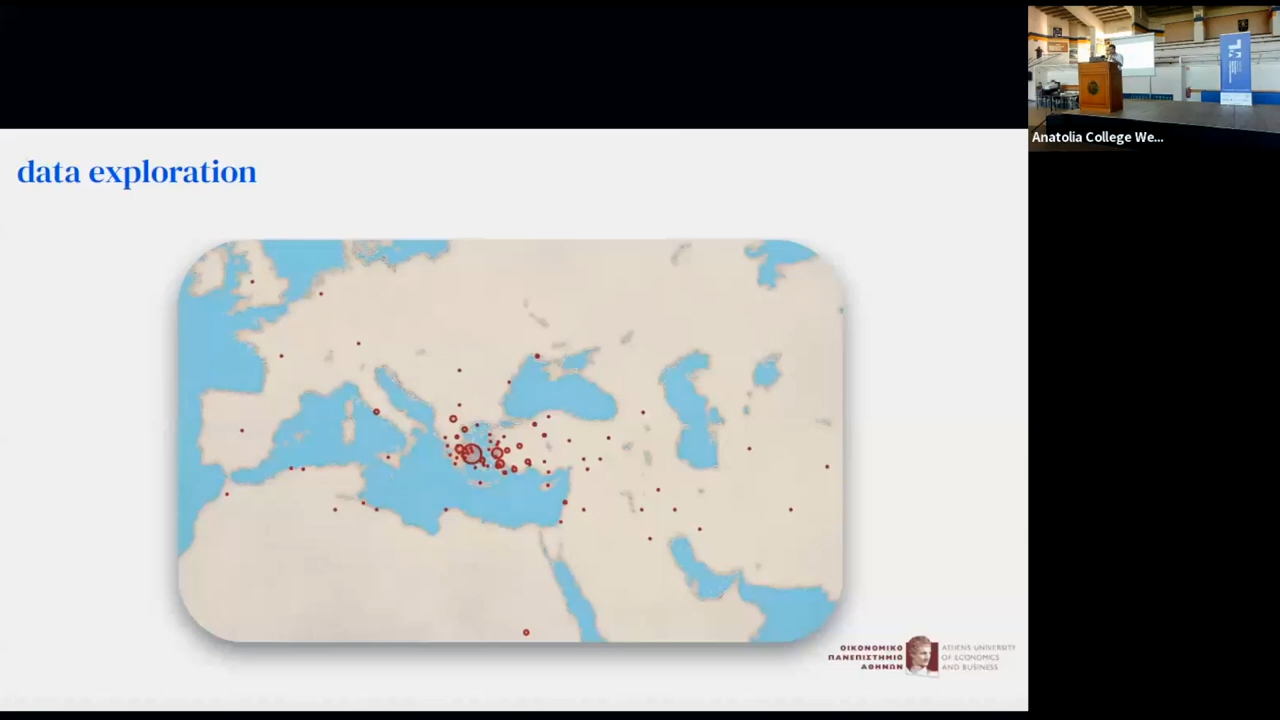 data exploration
Anatolia College We...
ΟΙΚΟΝΟΜΙΚΟ
ΠΑΝΕΠΙΣΤΗΜΙΟ
ΑΘΗΝΩΝ
ATHENS UNIVERSITY
OF ECONOMICS
AND BUSINESS